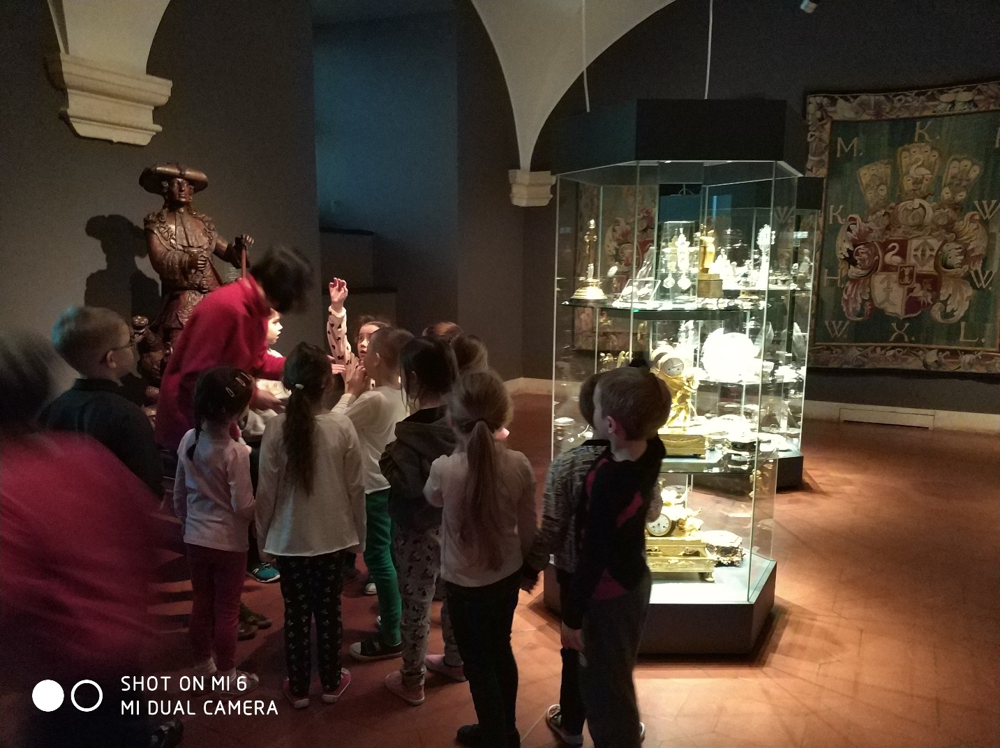 M. K.
K. W
H W
W. X. L.
SHOT ON MI 6
MI DUAL CAMERA